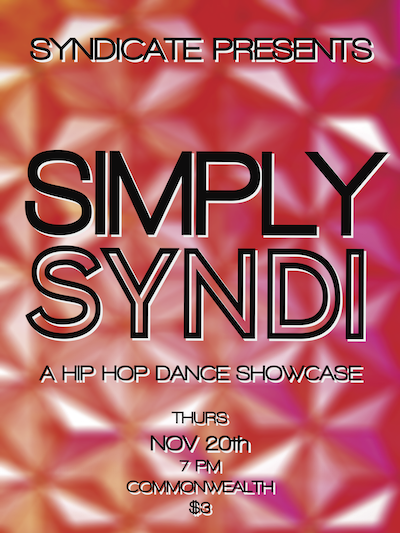 SYNDICATE PRESENTS
SIMPLY
SYNDI
A HIP HOP DANCE SHOWCASE
THURS
NOV 20th
7 PM
COMMONWEALTH
$3